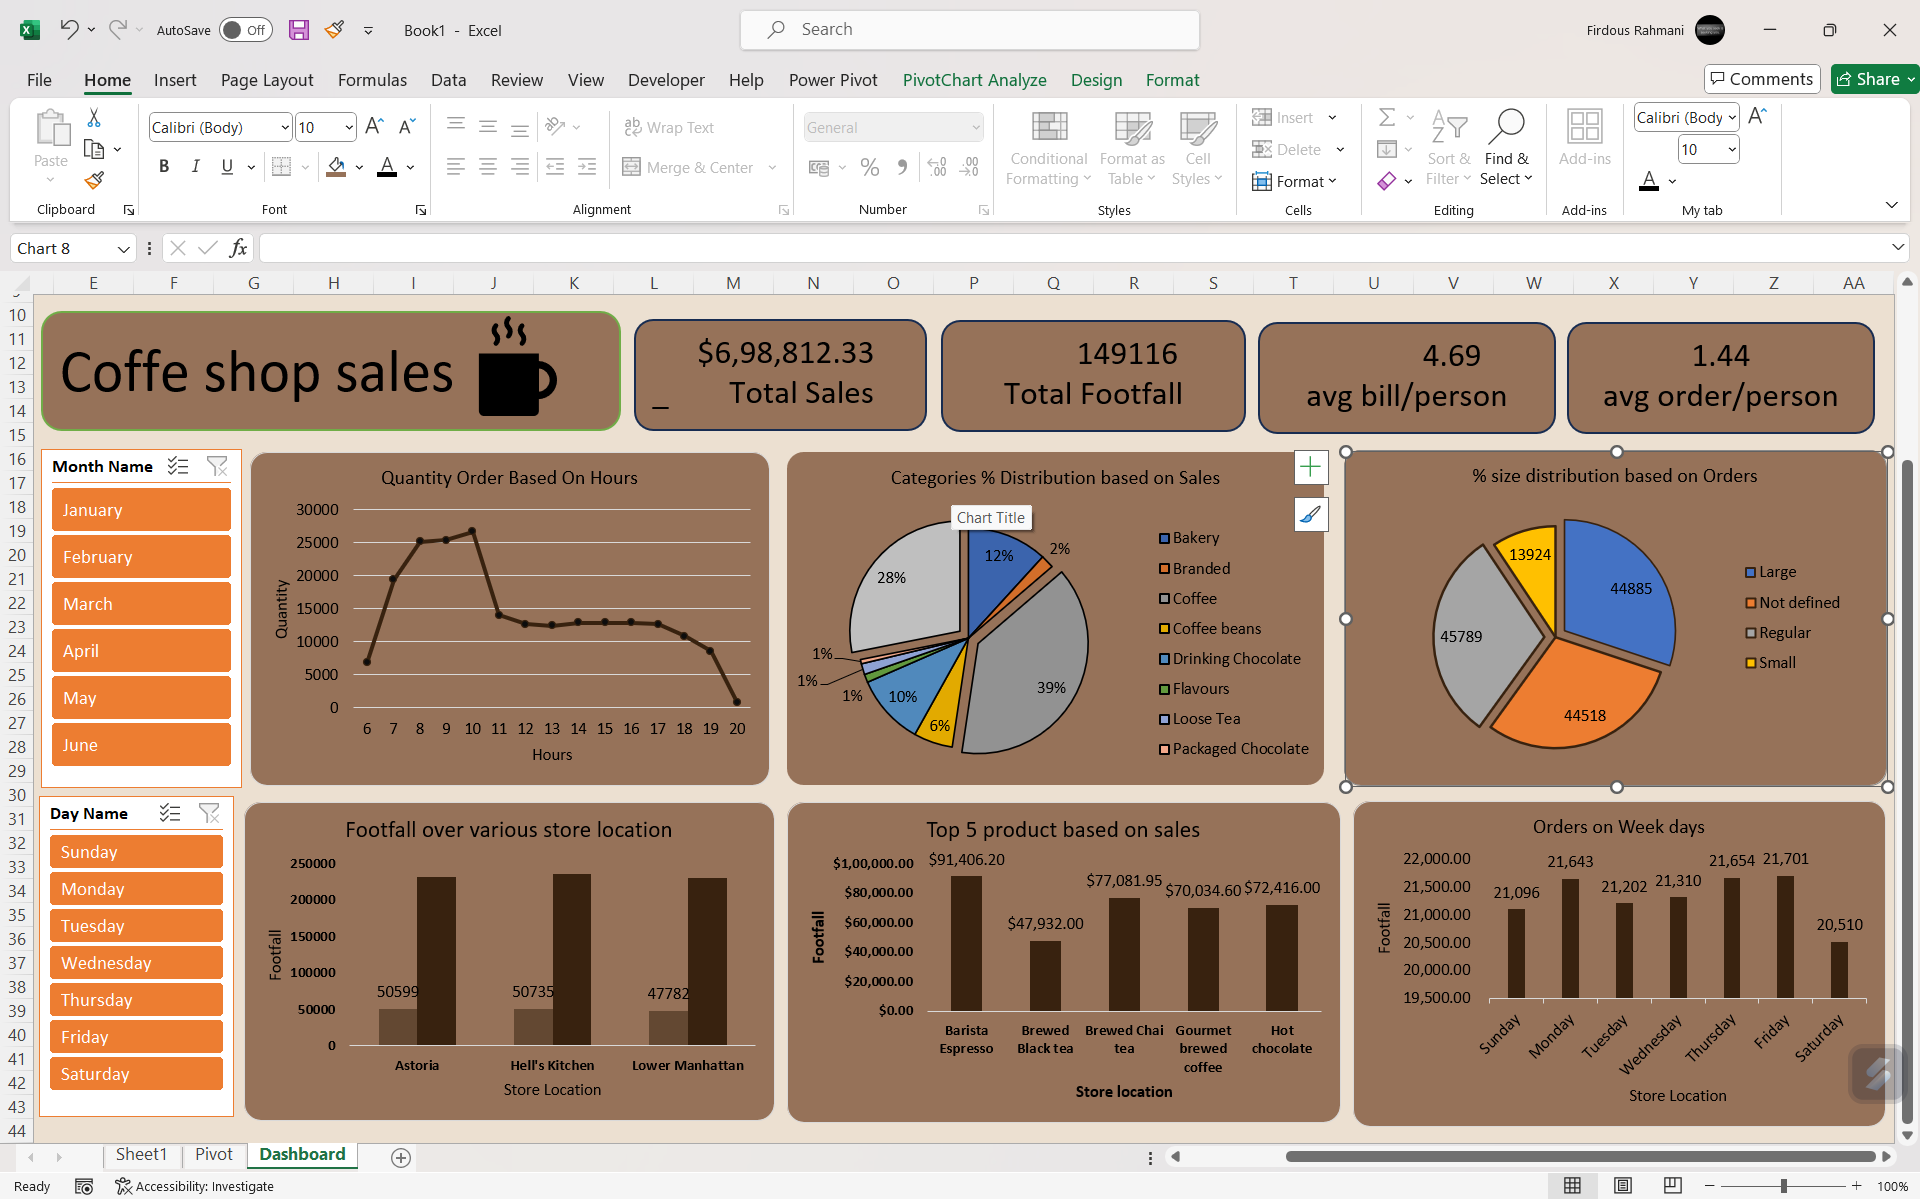 AutoSave Off Book1 - Excel Search Firdous Rahmani
File Home Insert Page Layout Formulas Data Review View Developer Help Power Pivot PivotChart Analyze Design Format Comments Share
Paste
Calibri (Body) 10 A^ A˅
B I U A
Wrap Text
Merge & Center
General
% ,
Conditional Formatting
Format as Table
Cell Styles
Insert
Delete
Format
Sort & Filter
Find & Select
Add-ins
Calibri (Body
10
A
Clipboard Font Alignment Number Styles Cells Editing Add-ins My tab
Chart 8 fx
E F G H I J K L M N O P Q R S T U V W X Y Z AA
10
11
12
13
14
15
16
17
18
19
20
21
22
23
24
25
26
27
28
29
30
31
32
33
34
35
36
37
38
39
40
41
42
43
44
Coffe shop sales
$6,98,812.33
_ Total Sales
149116
Total Footfall
4.69
avg bill/person
1.44
avg order/person
Month Name
January
February
March
April
May
June
Quantity Order Based On Hours
30000
25000
20000
15000
10000
5000
0
Quantity
6 7 8 9 10 11 12 13 14 15 16 17 18 19 20
Hours
Categories % Distribution based on Sales
Chart Title
12%
2%
28%
39%
1%
1%
1%
10%
6%
Bakery
Branded
Coffee
Coffee beans
Drinking Chocolate
Flavours
Loose Tea
Packaged Chocolate
% size distribution based on Orders
13924
44885
45789
44518
Large
Not defined
Regular
Small
Day Name
Sunday
Monday
Tuesday
Wednesday
Thursday
Friday
Saturday
Footfall over various store location
250000
200000
150000
100000
50000
0
Footfall
50599 50735 47782
Astoria Hell's Kitchen Lower Manhattan
Store Location
Top 5 product based on sales
$1,00,000.00
$80,000.00
$60,000.00
$40,000.00
$20,000.00
$0.00
Footfall
$91,406.20
$47,932.00
$77,081.95
$70,034.60
$72,416.00
Barista Espresso
Brewed Black tea
Brewed Chai tea
Gourmet brewed coffee
Hot chocolate
Store location
Orders on Week days
22,000.00
21,500.00
21,000.00
20,500.00
20,000.00
19,500.00
Footfall
21,096
21,643
21,202
21,310
21,654
21,701
20,510
Sunday
Monday
Tuesday
Wednesday
Thursday
Friday
Saturday
Store Location
Sheet1 Pivot Dashboard
Ready Accessibility: Investigate 100%